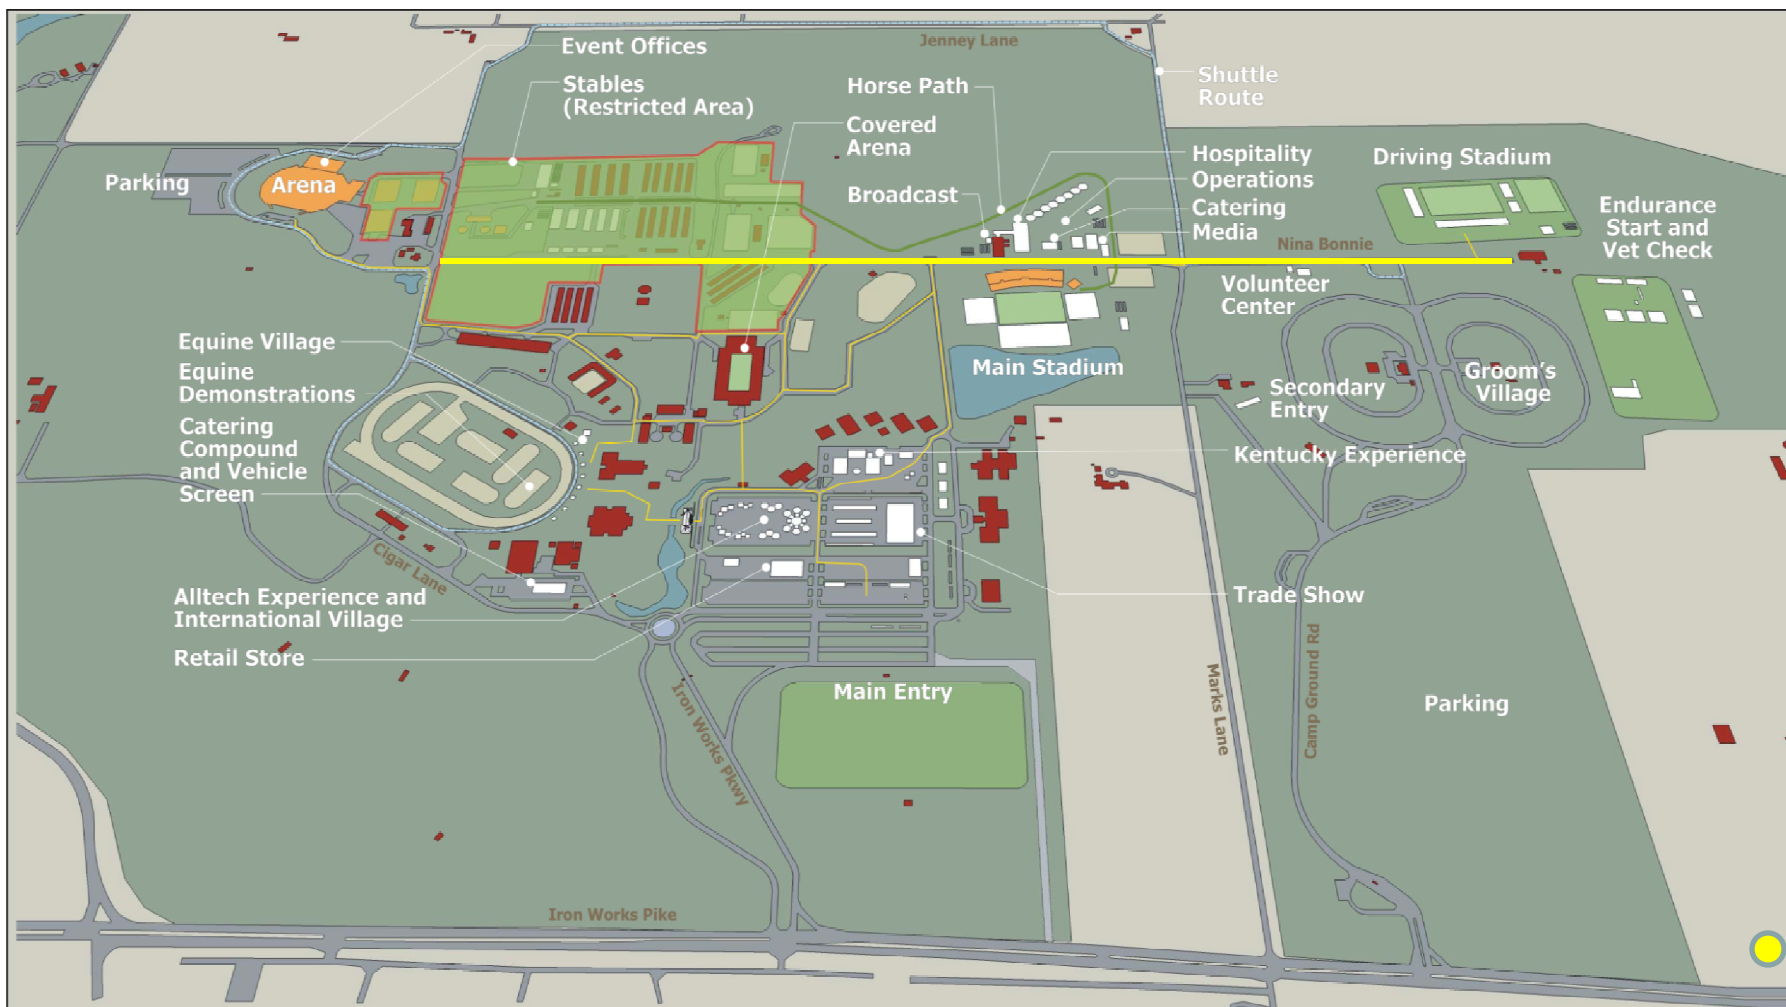 Jenney Lane
Event Offices
Stables
(Restricted Area)
Horse Path
Covered
Arena
Shuttle
Route
Hospitality
Operations
Catering
Media
Broadcast
Driving Stadium
Endurance
Start and
Vet Check
Parking
Arena
Nina Bonnie
Volunteer
Center
Equine Village
Equine
Demonstrations
Catering
Compound
and Vehicle
Screen
Main Stadium
Secondary
Entry
Groom's
Village
Kentucky Experience
Cigar Lane
Alltech Experience and
International Village
Retail Store
Trade Show
Main Entry
Iron Works Pkwy
Marks Lane
Camp Ground Rd
Parking
Iron Works Pike